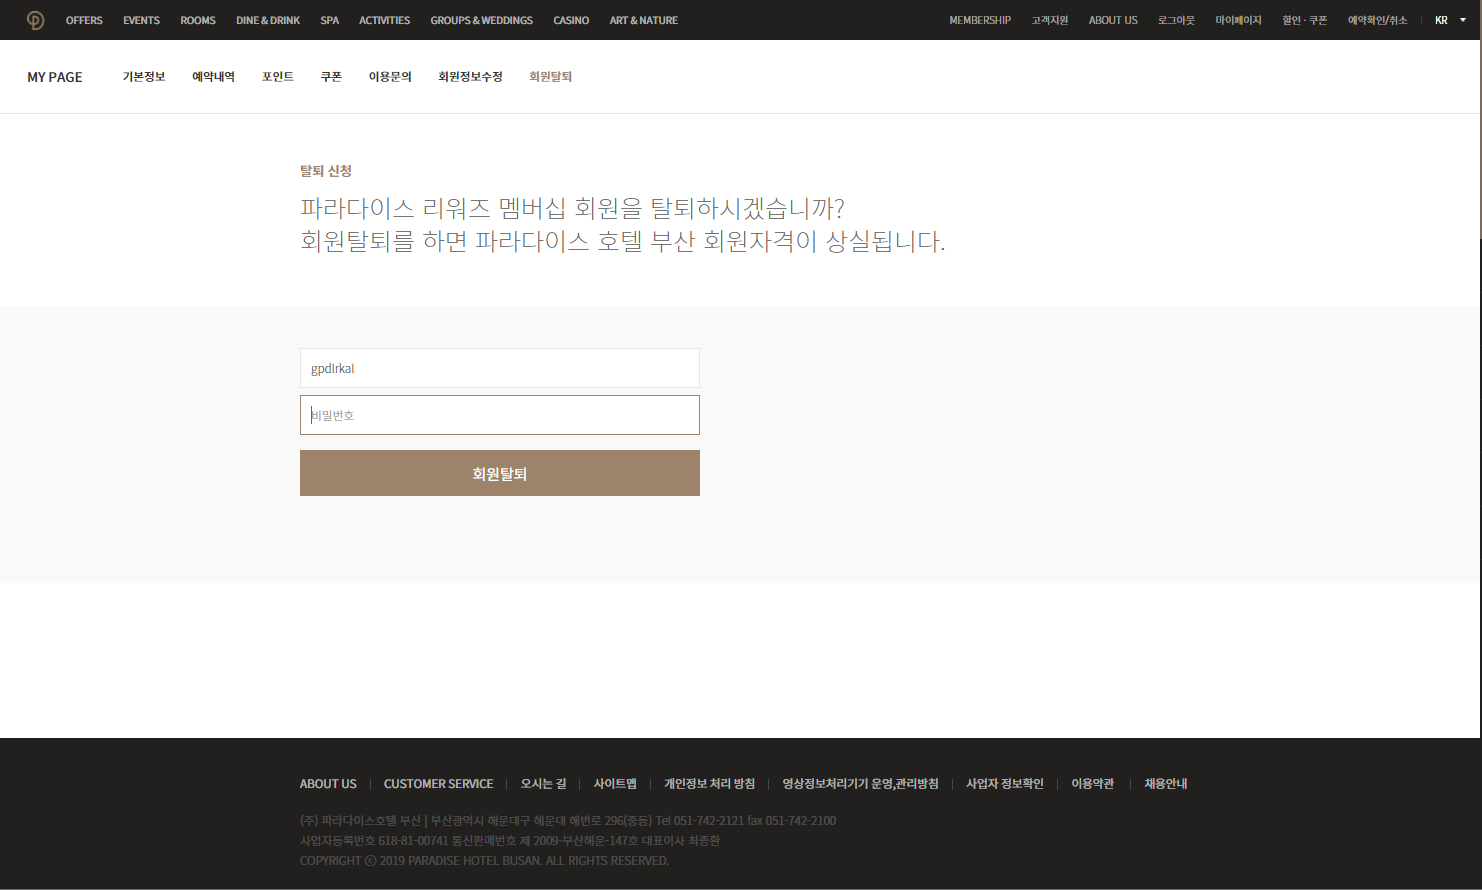 OFFERS EVENTS ROOMS DINE & DRINK SPA ACTIVITIES GROUPS & WEDDINGS CASINO ART & NATURE MEMBERSHIP 고객지원 ABOUT US 로그아웃 마이페이지 할인 · 쿠폰 예약확인/취소 KR
MY PAGE 기본정보 예약내역 포인트 쿠폰 이용문의 회원정보수정 회원탈퇴
탈퇴 신청
파라다이스 리워즈 멤버십 회원을 탈퇴하시겠습니까?
회원탈퇴를 하면 파라다이스 호텔 부산 회원자격이 상실됩니다.
gpdlrkal
비밀번호
회원탈퇴
ABOUT US | CUSTOMER SERVICE | 오시는 길 | 사이트맵 | 개인정보 처리 방침 | 영상정보처리기기 운영,관리방침 | 사업자 정보확인 | 이용약관 | 채용안내
(주) 파라다이스호텔 부산 | 부산광역시 해운대구 해운대 해변로 296(중동) Tel 051-742-2121 fax 051-742-2100
사업자등록번호 618-81-00741 통신판매번호 제 2009-부산해운-147호 대표이사 최종환
COPYRIGHT ⓒ 2019 PARADISE HOTEL BUSAN. ALL RIGHTS RESERVED.